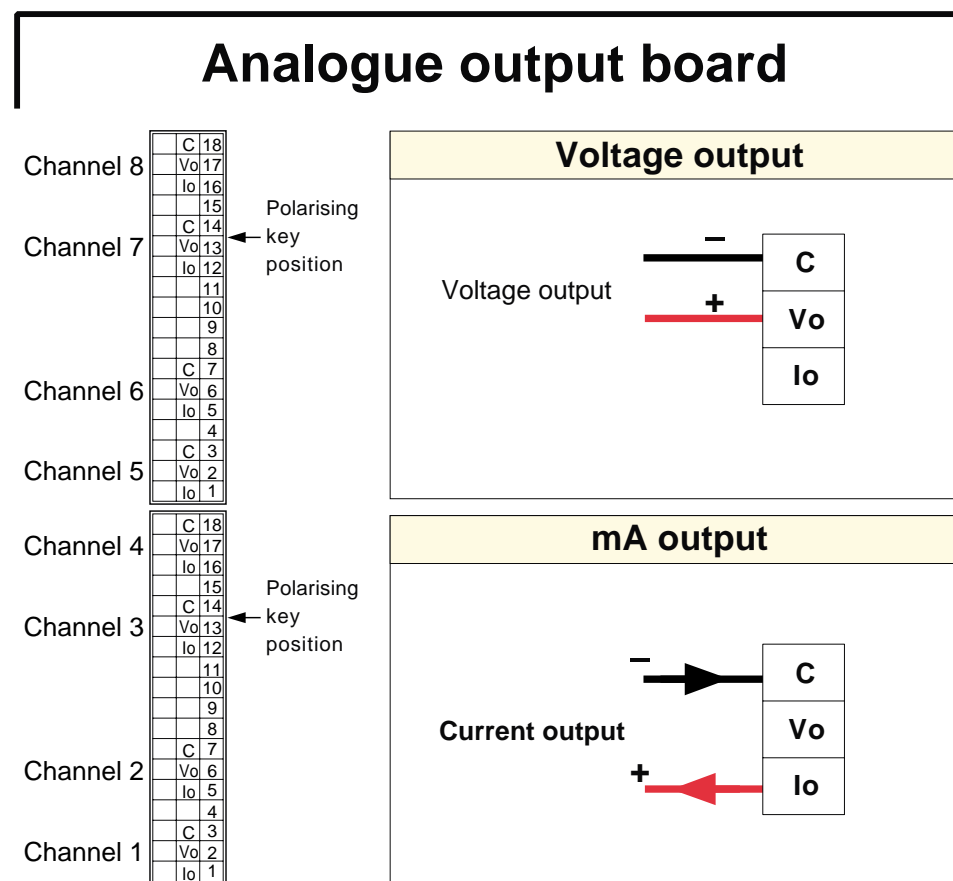 Analogue output board
Channel 8
C 18
Vo 17
Io 16
15
Channel 7
C 14
Vo 13
Io 12
11
10
9
8
Channel 6
C 7
Vo 6
Io 5
4
Channel 5
C 3
Vo 2
Io 1
Polarising
key
position
Channel 4
C 18
Vo 17
Io 16
15
Channel 3
C 14
Vo 13
Io 12
11
10
9
8
Channel 2
C 7
Vo 6
Io 5
4
Channel 1
C 3
Vo 2
Io 1
Polarising
key
position
Voltage output
Voltage output
–
+
C
Vo
Io
mA output
Current output
–
+
C
Vo
Io